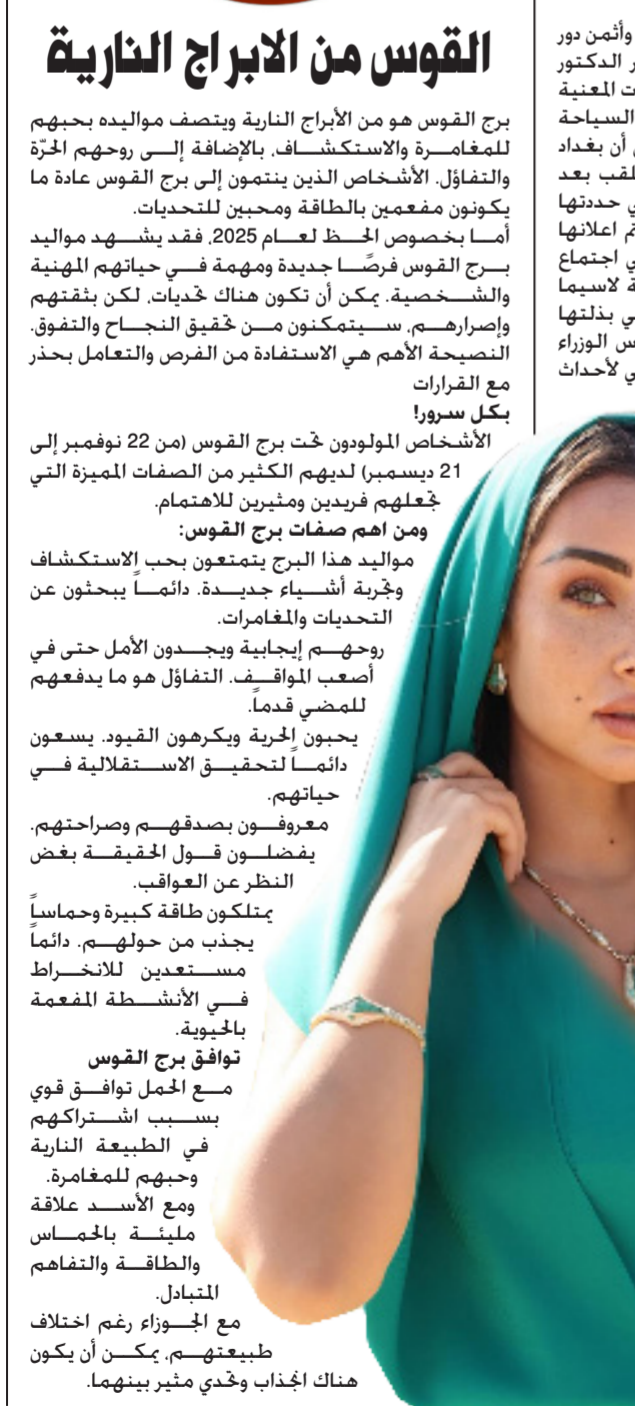 القوس من الابراج النارية
برج القوس هو من الأبراج النارية ويتصف مواليده بحبهم
للمغامرة والاستكشاف، بالإضافة إلى روحهم الحرّة
والتفاؤل. الأشخاص الذين ينتمون إلى برج القوس عادة ما
يكونون مفعمين بالطاقة ومحبين للتحديات.
أما بخصوص الحظ لعام 2025، فقد يشهد مواليد
برج القوس فرصًا جديدة ومهمة في حياتهم المهنية
والشخصية. يمكن أن تكون هناك تحديات، لكن بثقتهم
وإصرارهم، سيتمكنون من تحقيق النجاح والتفوق.
النصيحة الأهم هي الاستفادة من الفرص والتعامل بحذر
مع القرارات
بكل سرور!
الأشخاص المولودون تحت برج القوس (من 22 نوفمبر إلى
21 ديسمبر) لديهم الكثير من الصفات المميزة التي
تجعلهم فريدين ومثيرين للاهتمام.
ومن اهم صفات برج القوس:
مواليد هذا البرج يتمتعون بحب الاستكشاف
وتجربة أشياء جديدة. دائماً يبحثون عن
التحديات والمغامرات.
روحهم إيجابية ويجدون الأمل حتى في
أصعب المواقف. التفاؤل هو ما يدفعهم
للمضي قدماً.
يحبون الحرية ويكرهون القيود. يسعون
دائماً لتحقيق الاستقلالية في
حياتهم.
معروفون بصدقهم وصراحتهم.
يفضلون قول الحقيقة بغض
النظر عن العواقب.
يمتلكون طاقة كبيرة وحماساً
يجذب من حولهم. دائماً
مستعدين للانخراط
في الأنشطة المفعمة
بالحيوية.
توافق برج القوس
مع الحمل توافق قوي
بسبب اشتراكهم
في الطبيعة النارية
وحبهم للمغامرة.
ومع الأسد علاقة
مليئة بالحماس
والطاقة والتفاهم
المتبادل.
مع الجوزاء رغم اختلاف
طبيعتهم، يمكن أن يكون
هناك انجذاب وتحدي مثير بينهما.
وأثمن دور
الدكتور
المعنية
السياحة
أن بغداد
بعد
حددتها
اعلانها
اجتماع
لاسيما
بذلتها
الوزراء
لأحداث